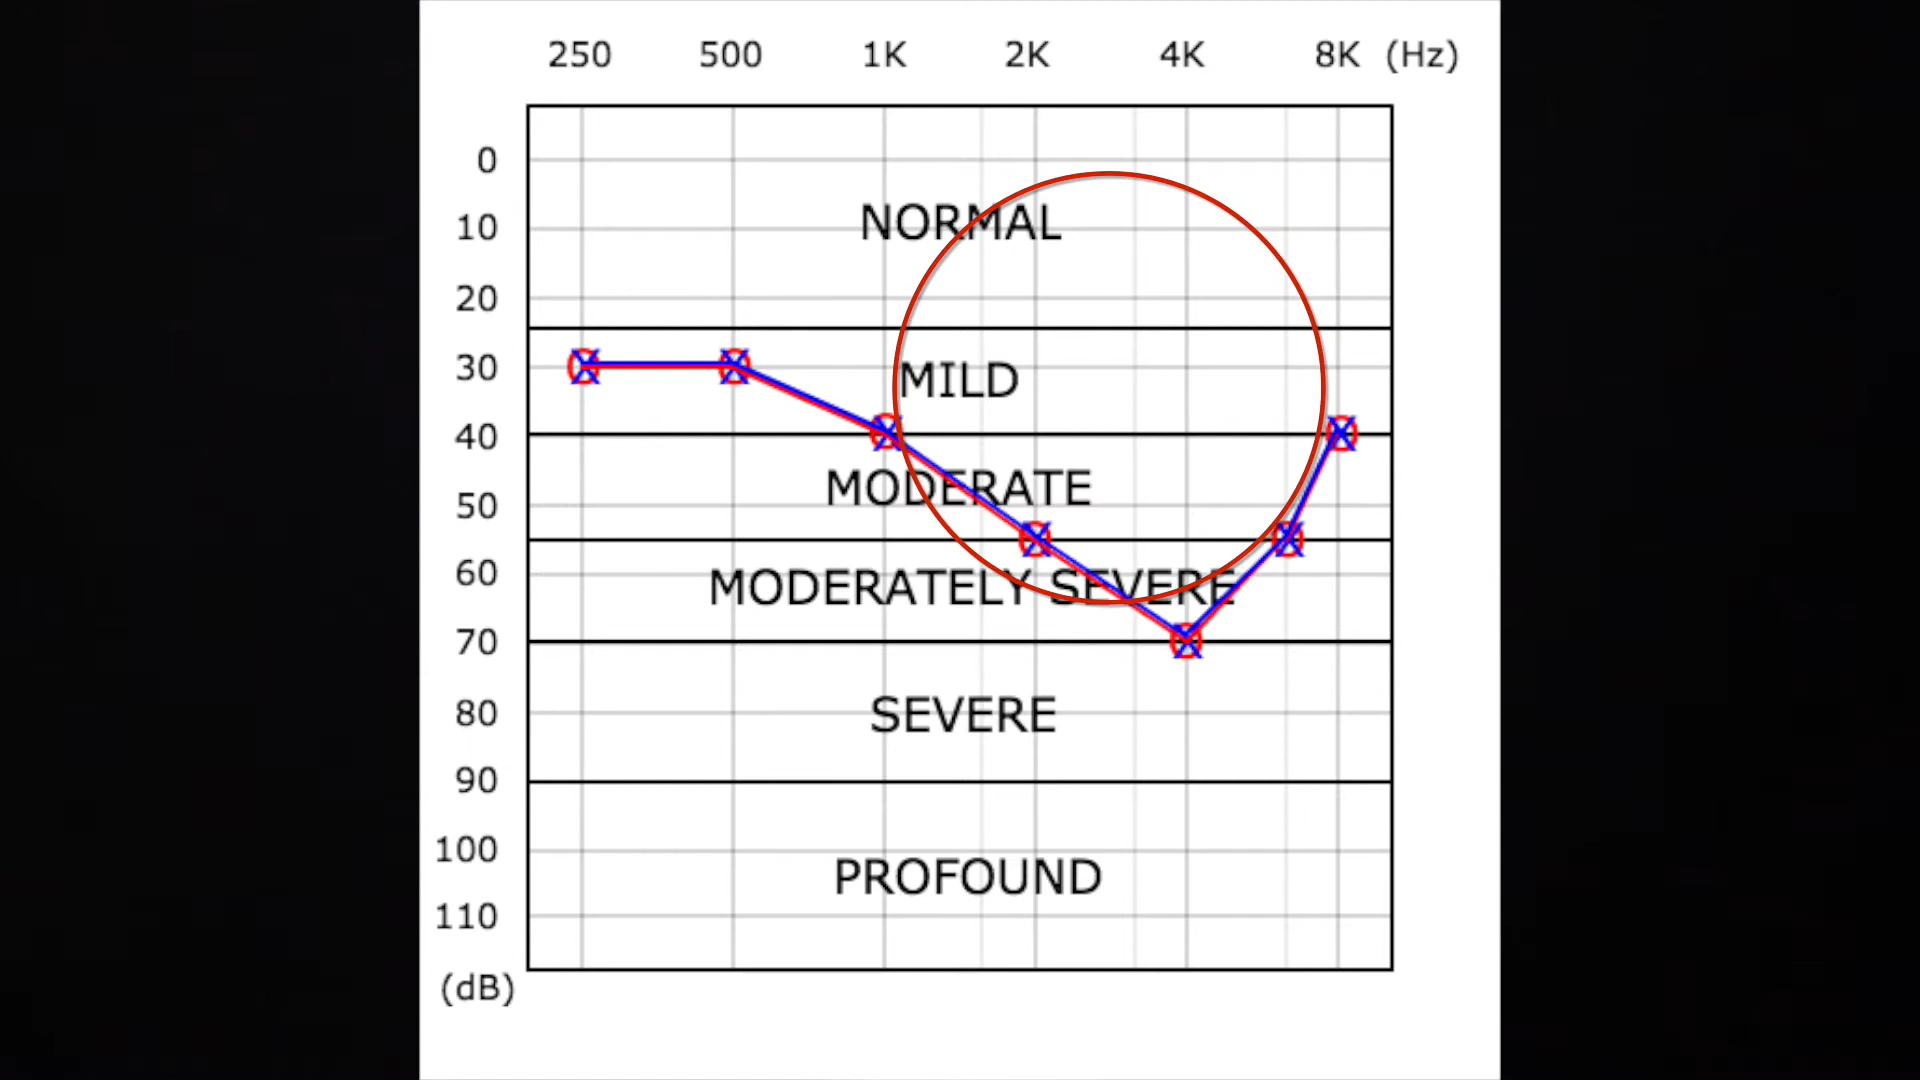 250 500 1K 2K 4K 8K (Hz)
0
NORMAL
10
20
30
MILD
40
MODERATE
50
60
MODERATELY SEVERE
70
80
SEVERE
90
100
PROFOUND
110
(dB)